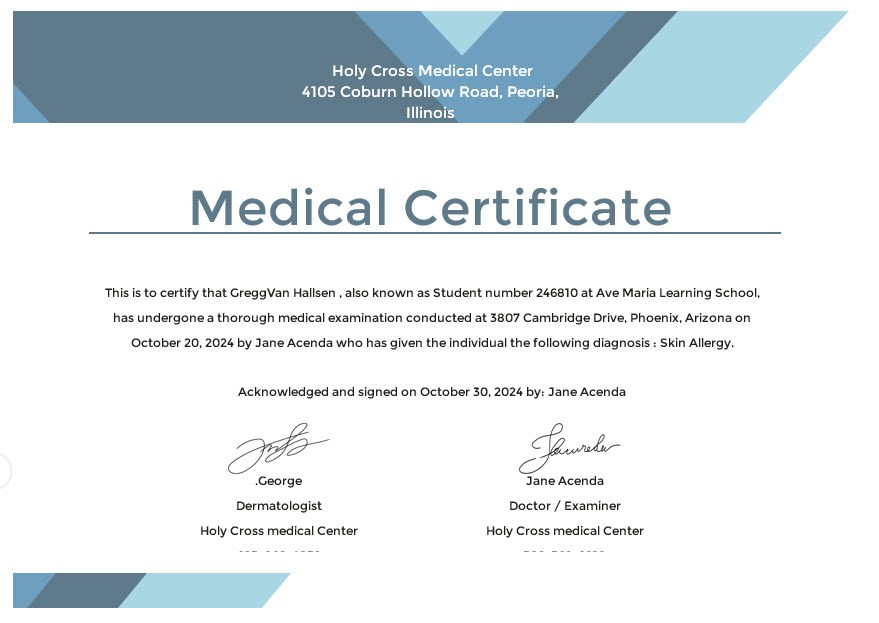 Holy Cross Medical Center
4105 Coburn Hollow Road, Peoria,
Illinois
Medical Certificate
This is to certify that GreggVan Hallsen , also known as Student number 246810 at Ave Maria Learning School,
has undergone a thorough medical examination conducted at 3807 Cambridge Drive, Phoenix, Arizona on
October 20, 2024 by Jane Acenda who has given the individual the following diagnosis : Skin Allergy.
Acknowledged and signed on October 30, 2024 by: Jane Acenda
.George
Jane Acenda
Dermatologist
Doctor / Examiner
Holy Cross medical Center
Holy Cross medical Center